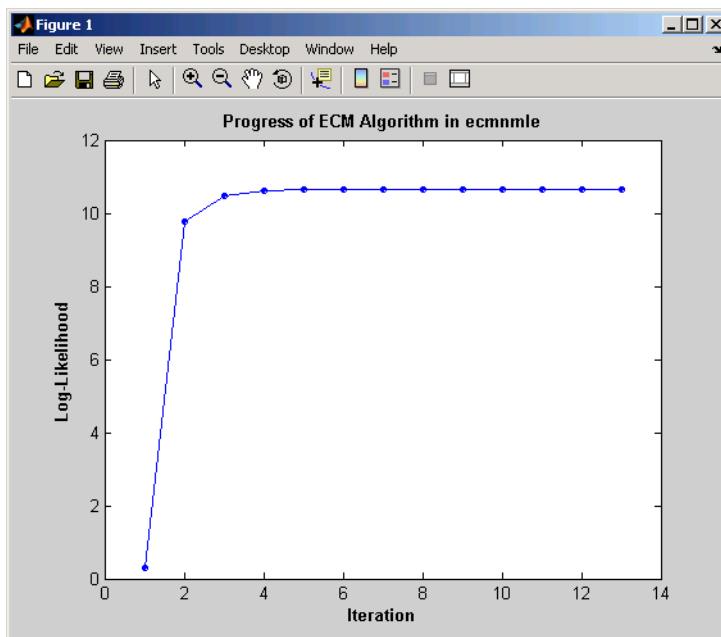 Figure 1
File Edit View Insert Tools Desktop Window Help
Progress of ECM Algorithm in ecmnmle
12
10
8
6
4
2
0
Log-Likelihood
0 2 4 6 8 10 12 14
Iteration